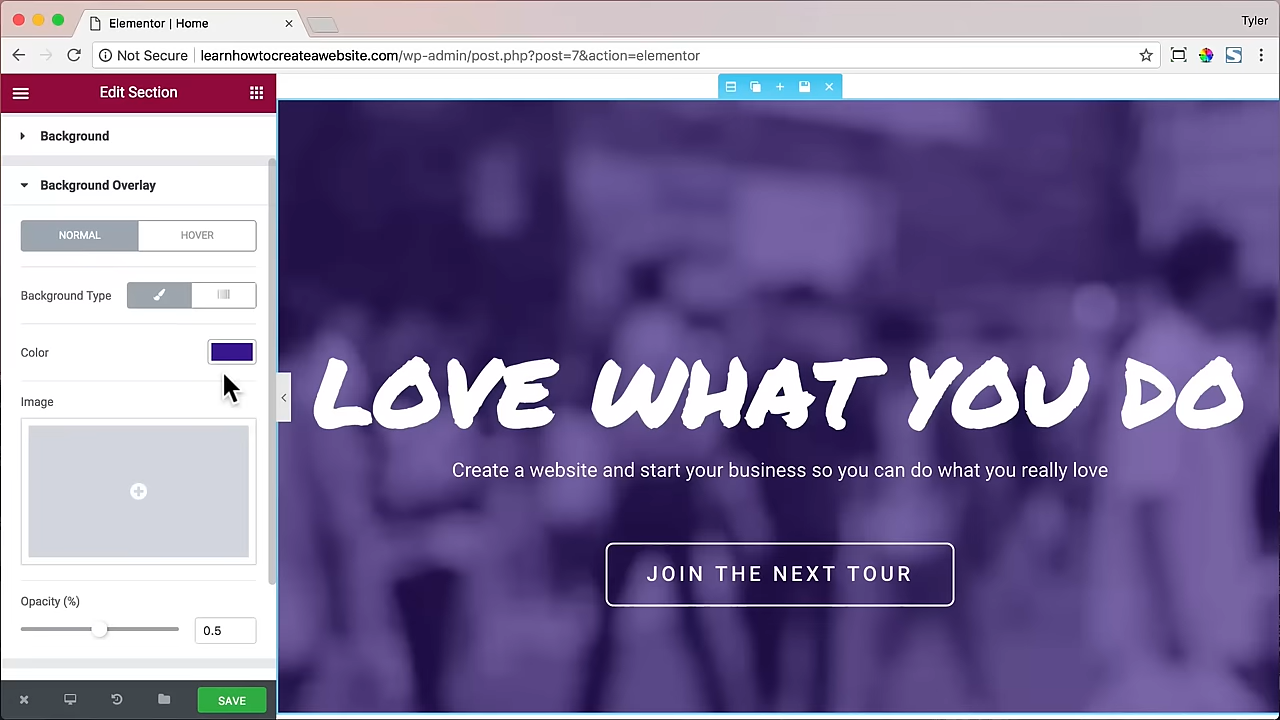 Elementor | Home
Tyler
Not Secure
learnhowtocreateawebsite.com/wp-admin/post.php?post=7&action=elementor
Edit Section
Background
Background Overlay
NORMAL
HOVER
Background Type
Color
Image
Opacity (%)
0.5
SAVE
LOVE WHAT YOU DO
Create a website and start your business so you can do what you really love
JOIN THE NEXT TOUR